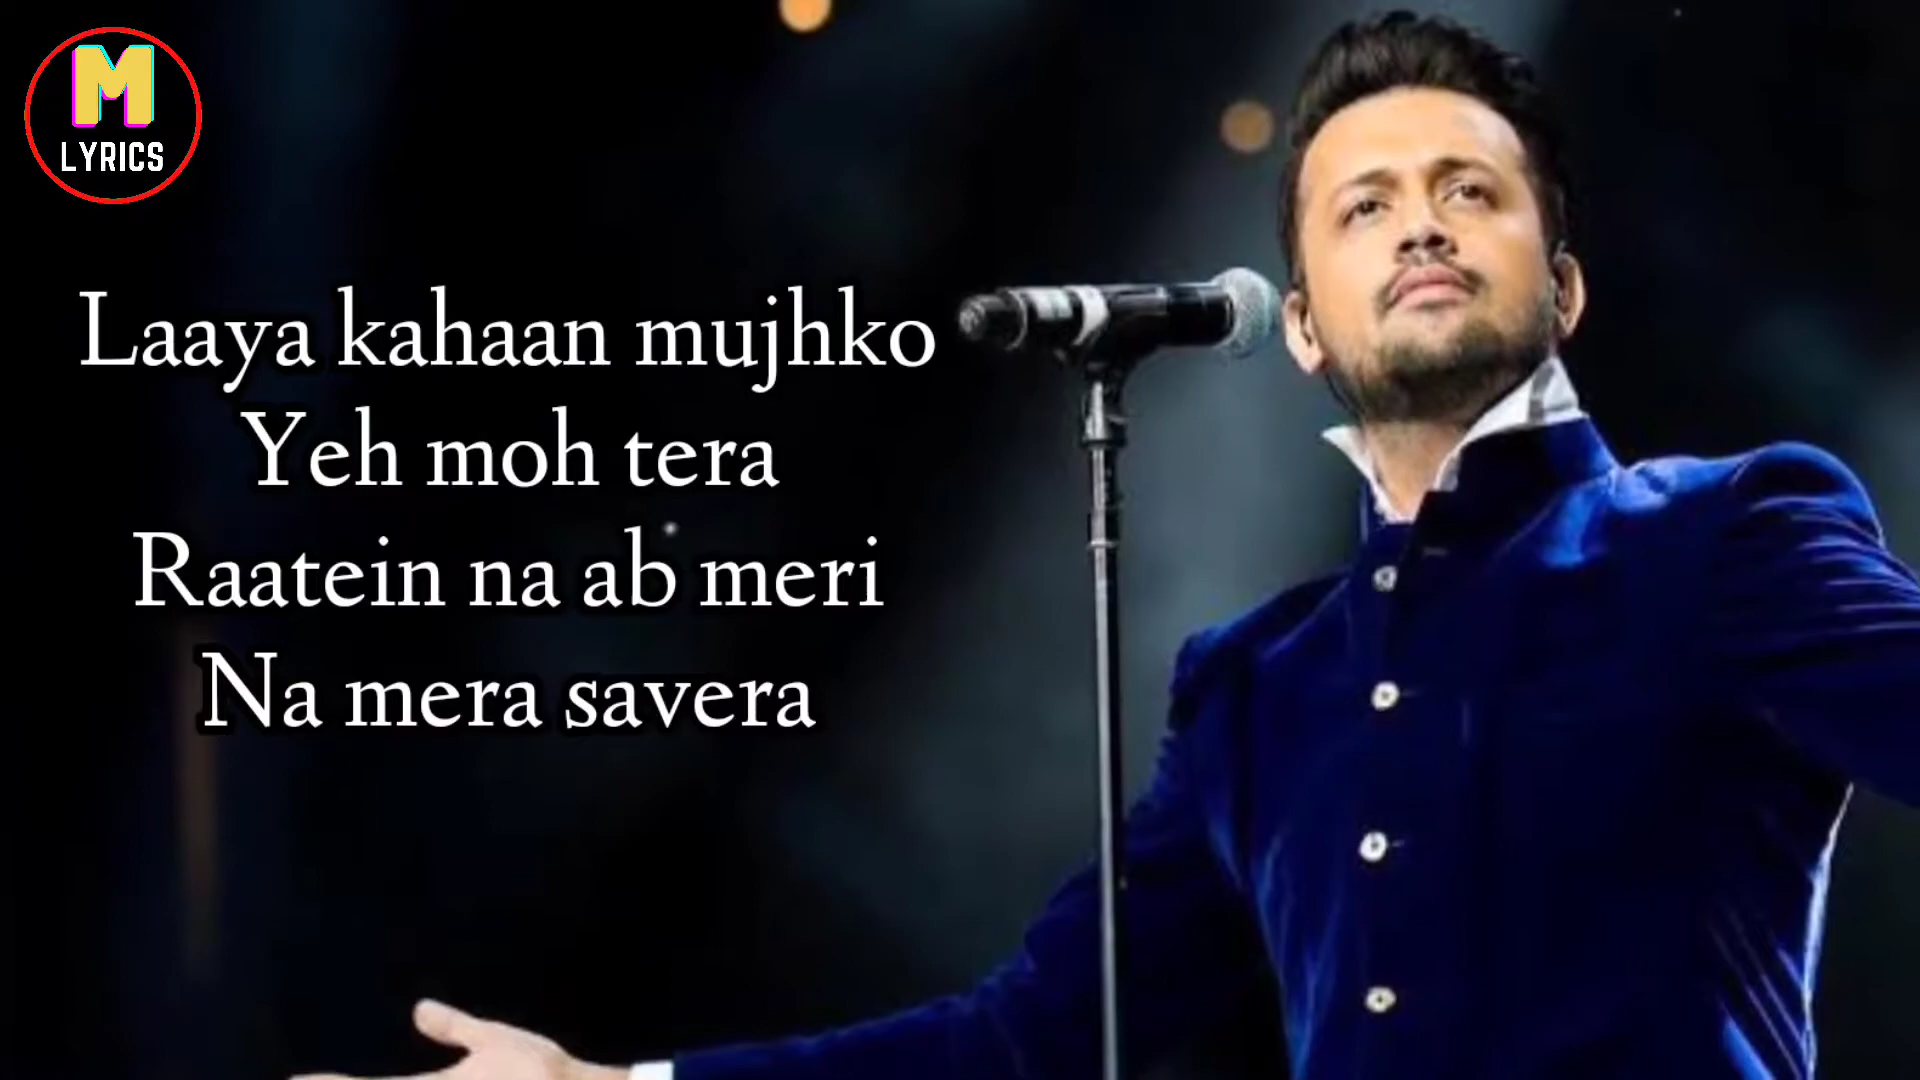 M
LYRICS
Laaya kahaan mujhko
Yeh moh tera
Raatein na ab meri
Na mera savera